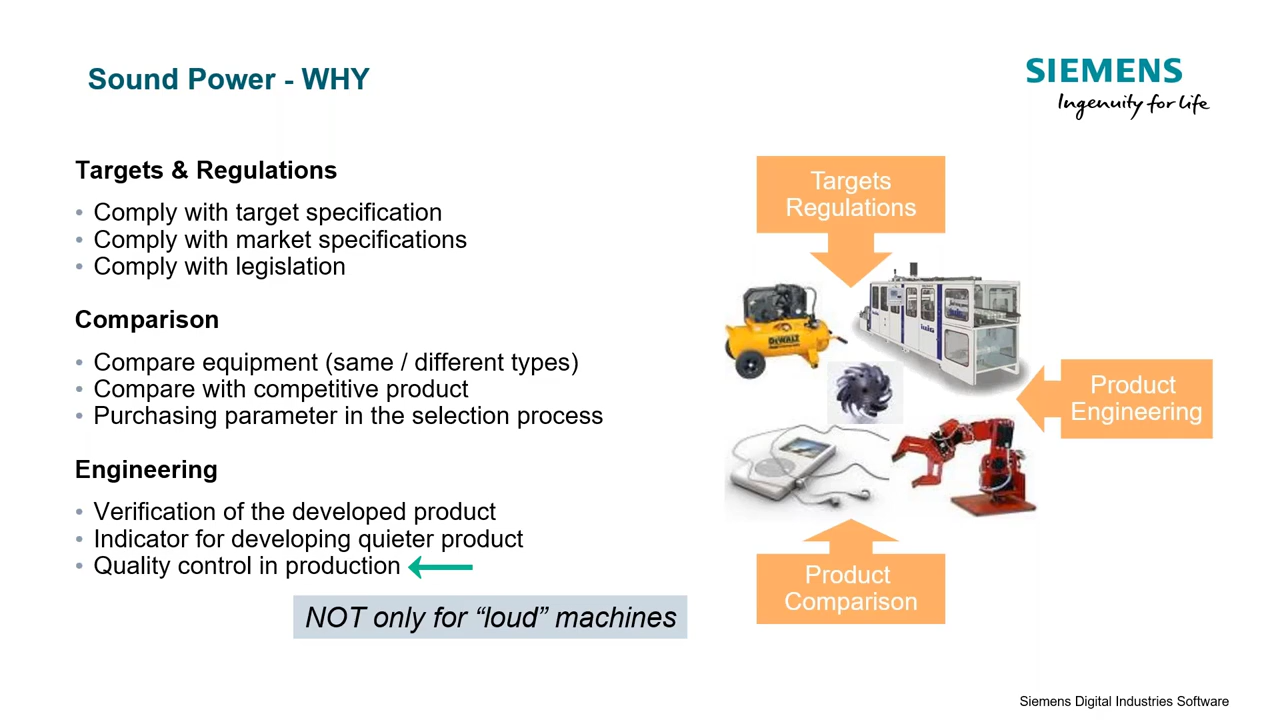 Sound Power - WHY
SIEMENS
Ingenuity for life
Targets & Regulations
• Comply with target specification
• Comply with market specifications
• Comply with legislation
Comparison
• Compare equipment (same / different types)
• Compare with competitive product
• Purchasing parameter in the selection process
Engineering
• Verification of the developed product
• Indicator for developing quieter product
• Quality control in production
NOT only for “loud” machines
Targets
Regulations
DEWALT
Product
Engineering
Product
Comparison
Siemens Digital Industries Software